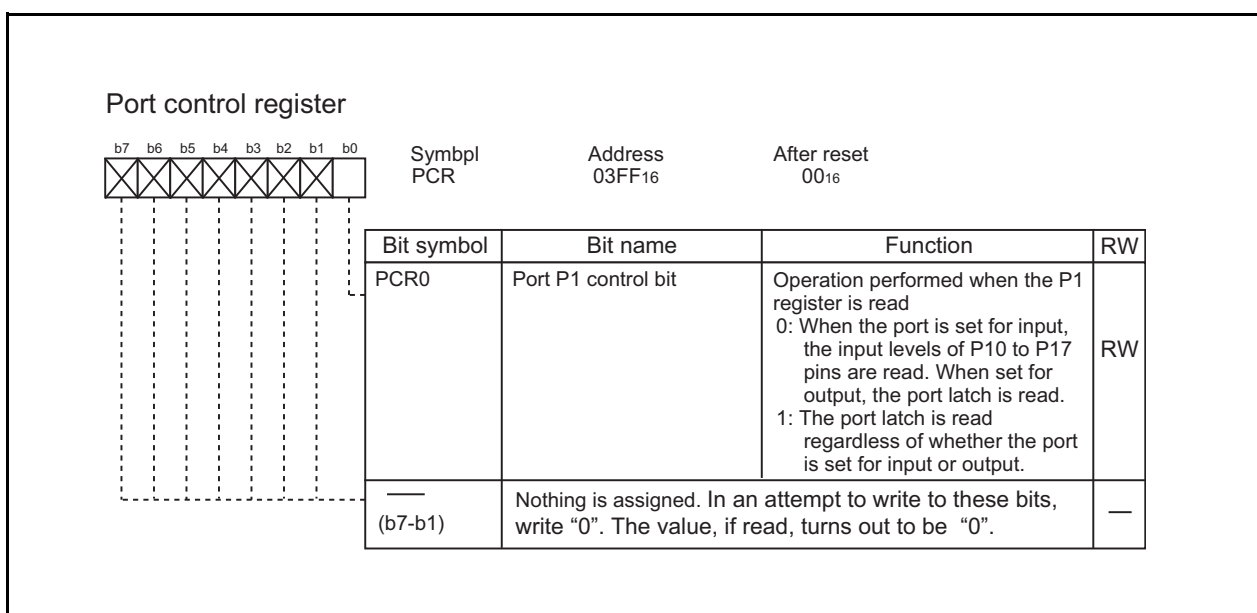 Port control register
b7 b6 b5 b4 b3 b2 b1 b0
Symbpl Address After reset
PCR 03FF16 0016
Bit symbol Bit name Function RW
PCR0 Port P1 control bit Operation performed when the P1
register is read
0: When the port is set for input,
the input levels of P10 to P17
pins are read. When set for
output, the port latch is read.
1: The port latch is read
regardless of whether the port
is set for input or output.
RW
(b7-b1)
Nothing is assigned. In an attempt to write to these bits,
write “0”. The value, if read, turns out to be “0”.
—